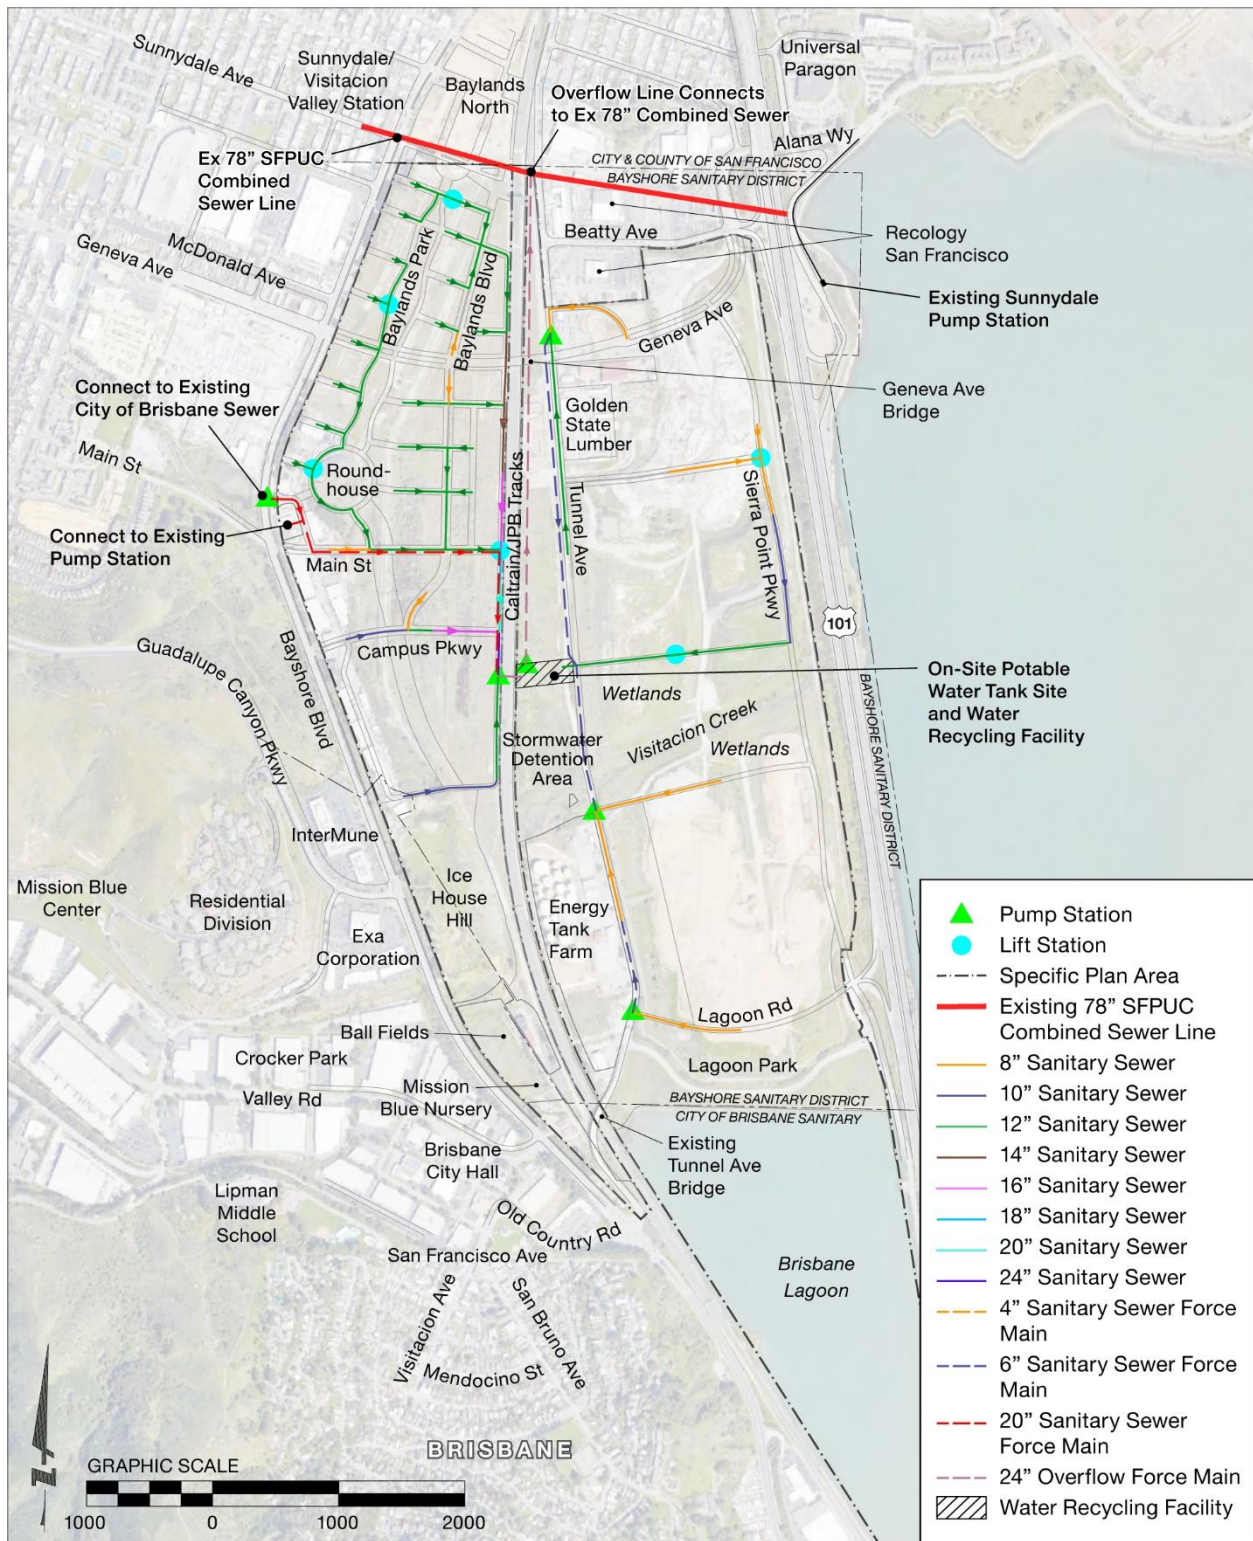 Sunnydale Ave
Sunnydale/
Visitacion
Valley Station
Baylands
North
Overflow Line Connects
to Ex 78” Combined Sewer
Universal
Paragon
Alana Wy
CITY & COUNTY OF SAN FRANCISCO
BAYSHORE SANITARY DISTRICT
Ex 78” SFPUC
Combined
Sewer Line
Beatty Ave
Recology
San Francisco
McDonald Ave
Geneva Ave
Baylands Park
Baylands Blvd
Existing Sunnydale
Pump Station
Geneva Ave
Geneva Ave
Bridge
Connect to Existing
City of Brisbane Sewer
Golden
State
Lumber
Main St
Round-
house
Caltrain/JPB Tracks
Tunnel Ave
Sierra Point Pkwy
Connect to Existing
Pump Station
Main St
101
Guadalupe Canyon Pkwy
Bayshore Blvd
Campus Pkwy
On-Site Potable
Water Tank Site
and Water
Recycling Facility
Wetlands
BAYSHORE SANITARY DISTRICT
Visitacion Creek
Wetlands
Stormwater
Detention
Area
InterMune
Mission Blue
Center
Residential
Division
Ice
House
Hill
Exa
Corporation
Energy
Tank
Farm
Lagoon Rd
Ball Fields
Crocker Park
Lagoon Park
Valley Rd
Mission
Blue Nursery
BAYSHORE SANITARY DISTRICT
CITY OF BRISBANE SANITARY
Brisbane
City Hall
Existing
Tunnel Ave
Bridge
Lipman
Middle
School
Old Country Rd
San Francisco Ave
Brisbane
Lagoon
Visitacion Ave
San Bruno Ave
Mendocino St
BRISBANE
GRAPHIC SCALE
1000 0 1000 2000
Pump Station
Lift Station
Specific Plan Area
Existing 78” SFPUC
Combined Sewer Line
8” Sanitary Sewer
10” Sanitary Sewer
12” Sanitary Sewer
14” Sanitary Sewer
16” Sanitary Sewer
18” Sanitary Sewer
20” Sanitary Sewer
24” Sanitary Sewer
4” Sanitary Sewer Force
Main
6” Sanitary Sewer Force
Main
20” Sanitary Sewer
Force Main
24” Overflow Force Main
Water Recycling Facility